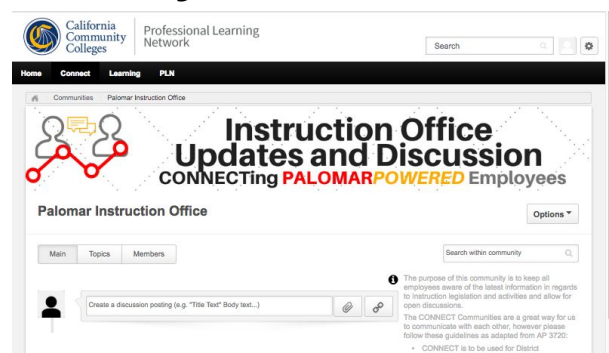 California
Community
Colleges
Professional Learning
Network
Search
Home Connect Learning PLN
Communities Palomar Instruction Office
Instruction Office
Updates and Discussion
CONNECTing PALOMARPOWERED Employees
Palomar Instruction Office
Options
Main Topics Members
Search within community
Create a discussion posting (e.g. "Title Text" Body text...)
The purpose of this community is to keep all
employees aware of the latest information in regards
to Instruction legislation and activities and allow for
open discussions.
The CONNECT Communities are a great way for us
to communicate with each other, however please
follow these guidelines as adapted from AP 3720:
• CONNECT is to be used for District